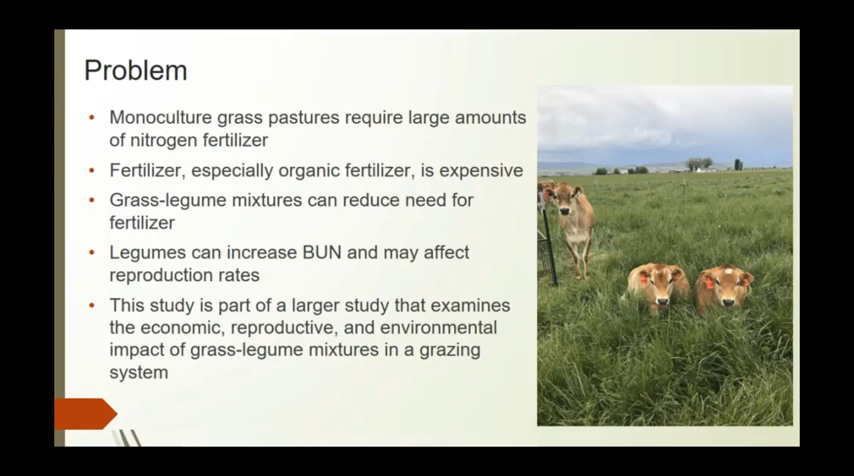 Problem
• Monoculture grass pastures require large amounts
of nitrogen fertilizer
• Fertilizer, especially organic fertilizer, is expensive
• Grass-legume mixtures can reduce need for
fertilizer
• Legumes can increase BUN and may affect
reproduction rates
• This study is part of a larger study that examines
the economic, reproductive, and environmental
impact of grass-legume mixtures in a grazing
system